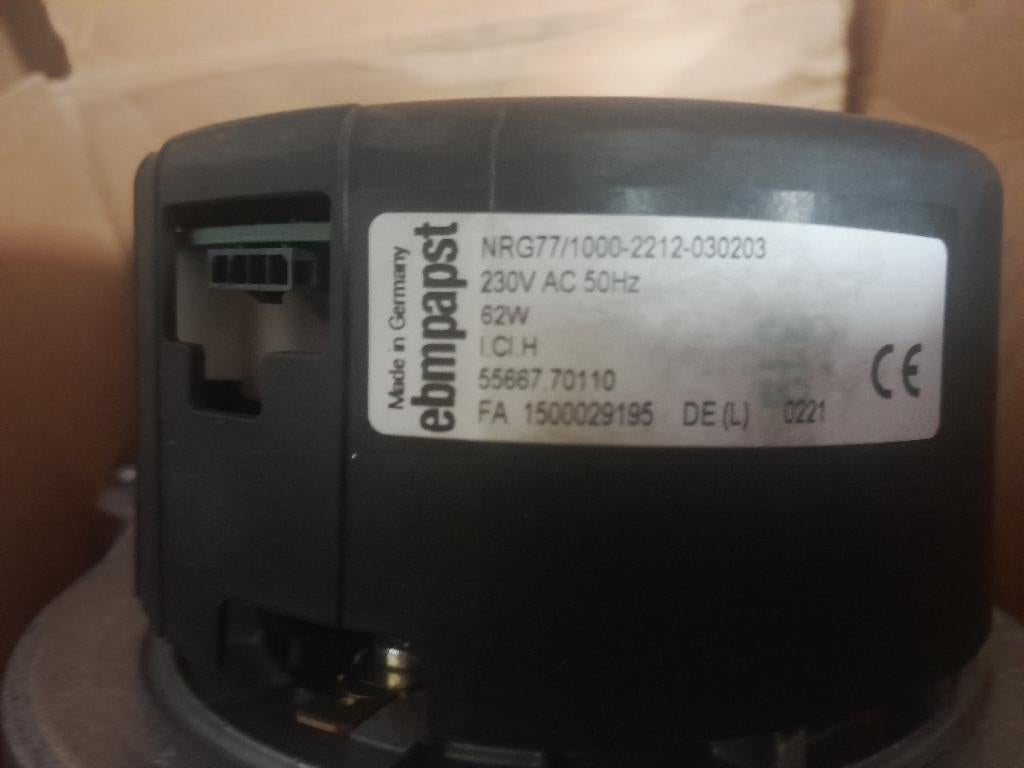 Made in Germany
ebmpapst
NRG77/1000-2212-030203
230V AC 50Hz
62W
I.Cl.H
55667.70110
FA 1500029195 DE (L) 0221
CE